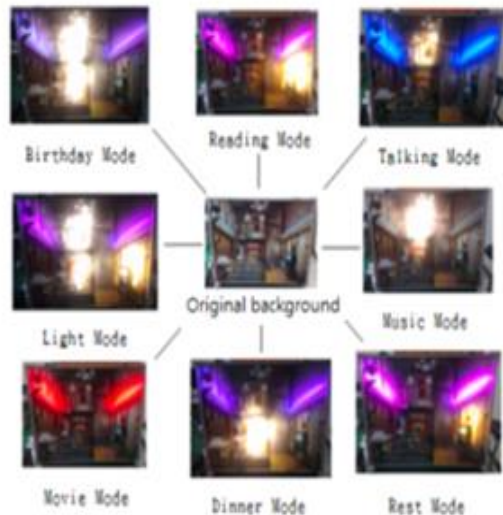 Birthday Mode
Reading Mode
Talking Mode
Light Mode
Original background
Music Mode
Movie Mode
Dinner Mode
Rest Mode